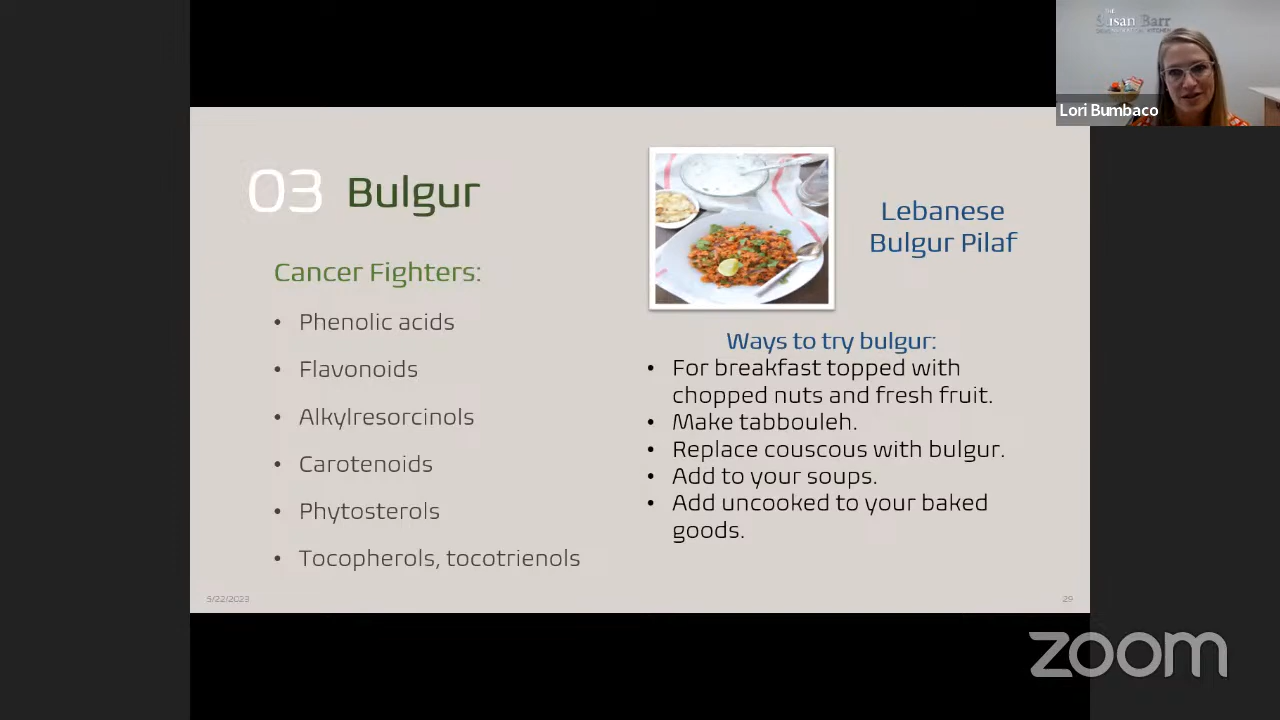 Susan Barr
Lori Bumbaco
03 Bulgur
Lebanese
Bulgur Pilaf
Cancer Fighters:
• Phenolic acids
• Flavonoids
• Alkylresorcinols
• Carotenoids
• Phytosterols
• Tocopherols, tocotrienols
Ways to try bulgur:
• For breakfast topped with
chopped nuts and fresh fruit.
• Make tabbouleh.
• Replace couscous with bulgur.
• Add to your soups.
• Add uncooked to your baked
goods.
5/22/2023
29
zoom